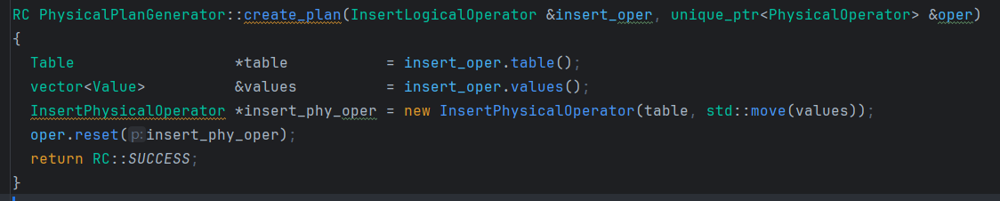 RC PhysicalPlanGenerator::create_plan(InsertLogicalOperator &insert_oper, unique_ptr<PhysicalOperator> &oper)
{
  Table                  *table           = insert_oper.table();
  vector<Value>          &values          = insert_oper.values();
  InsertPhysicalOperator *insert_phy_oper = new InsertPhysicalOperator(table, std::move(values));
  oper.reset( p: insert_phy_oper);
  return RC::SUCCESS;
}